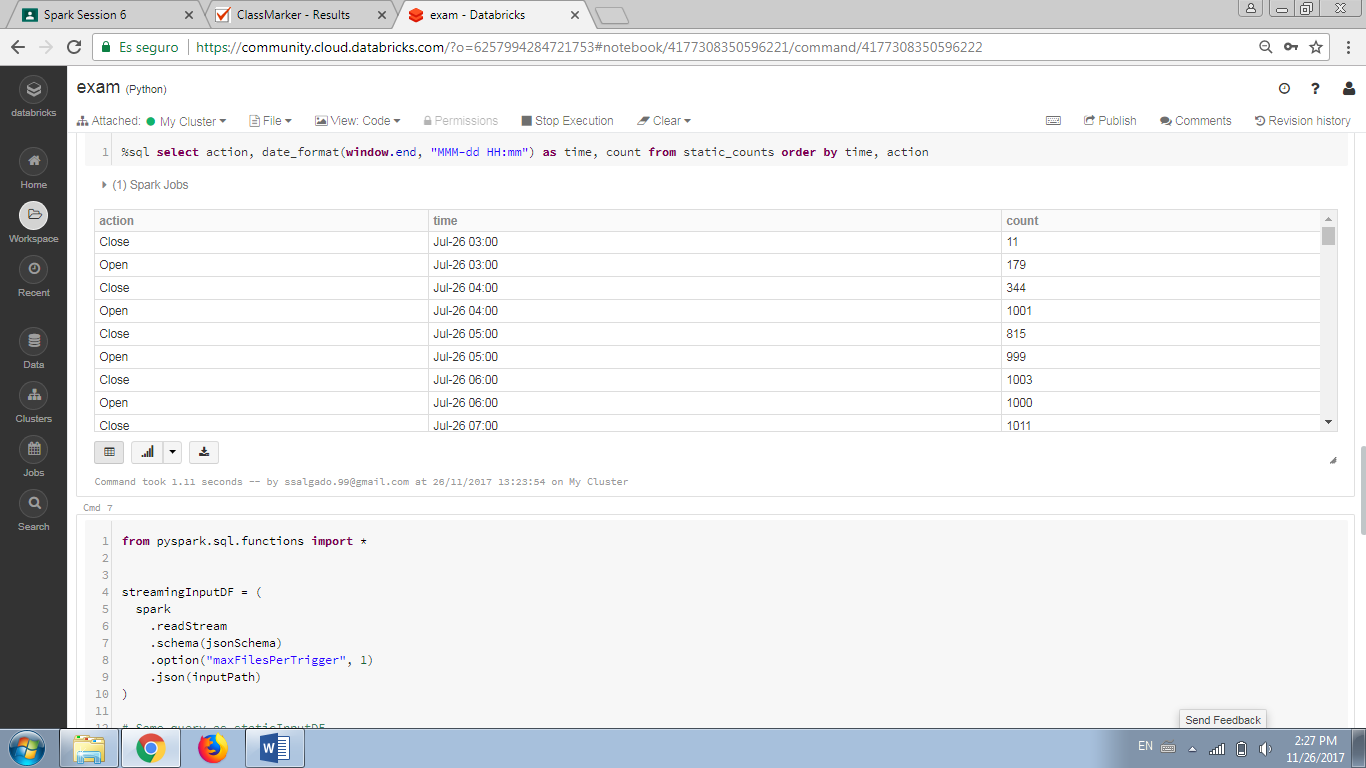 Spark Session 6
ClassMarker - Results
exam - Databricks
Es seguro
https://community.cloud.databricks.com/?o=6257994284721753#notebook/4177308350596221/command/4177308350596222
databricks
Home
Workspace
Recent
Data
Clusters
Jobs
Search
exam (Python)
Attached: My Cluster File View: Code Permissions Stop Execution Clear Publish Comments Revision history
1 %sql select action, date_format(window.end, "MMM-dd HH:mm") as time, count from static_counts order by time, action
(1) Spark Jobs
action time count
Close Jul-26 03:00 11
Open Jul-26 03:00 179
Close Jul-26 04:00 344
Open Jul-26 04:00 1001
Close Jul-26 05:00 815
Open Jul-26 05:00 999
Close Jul-26 06:00 1003
Open Jul-26 06:00 1000
Close Jul-26 07:00 1011
Command took 1.11 seconds -- by ssalgado.99@gmail.com at 26/11/2017 13:23:54 on My Cluster
Cmd 7
1 from pyspark.sql.functions import *
2
3
4 streamingInputDF = (
5 spark
6 .readStream
7 .schema(jsonSchema)
8 .option("maxFilesPerTrigger", 1)
9 .json(inputPath)
10 )
11
12 # Same query as staticInputDF
Send Feedback
EN
2:27 PM
11/26/2017